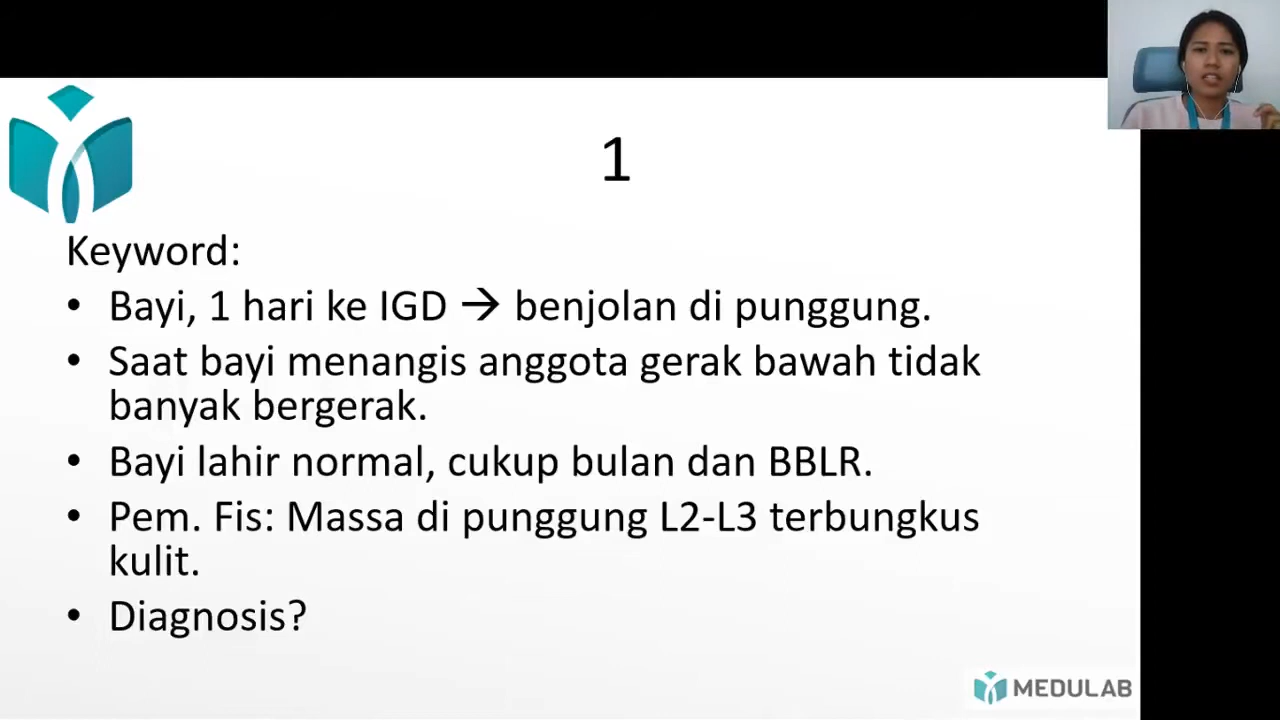 1
Keyword:
• Bayi, 1 hari ke IGD → benjolan di punggung.
• Saat bayi menangis anggota gerak bawah tidak
banyak bergerak.
• Bayi lahir normal, cukup bulan dan BBLR.
• Pem. Fis: Massa di punggung L2-L3 terbungkus
kulit.
• Diagnosis?
MEDULAB